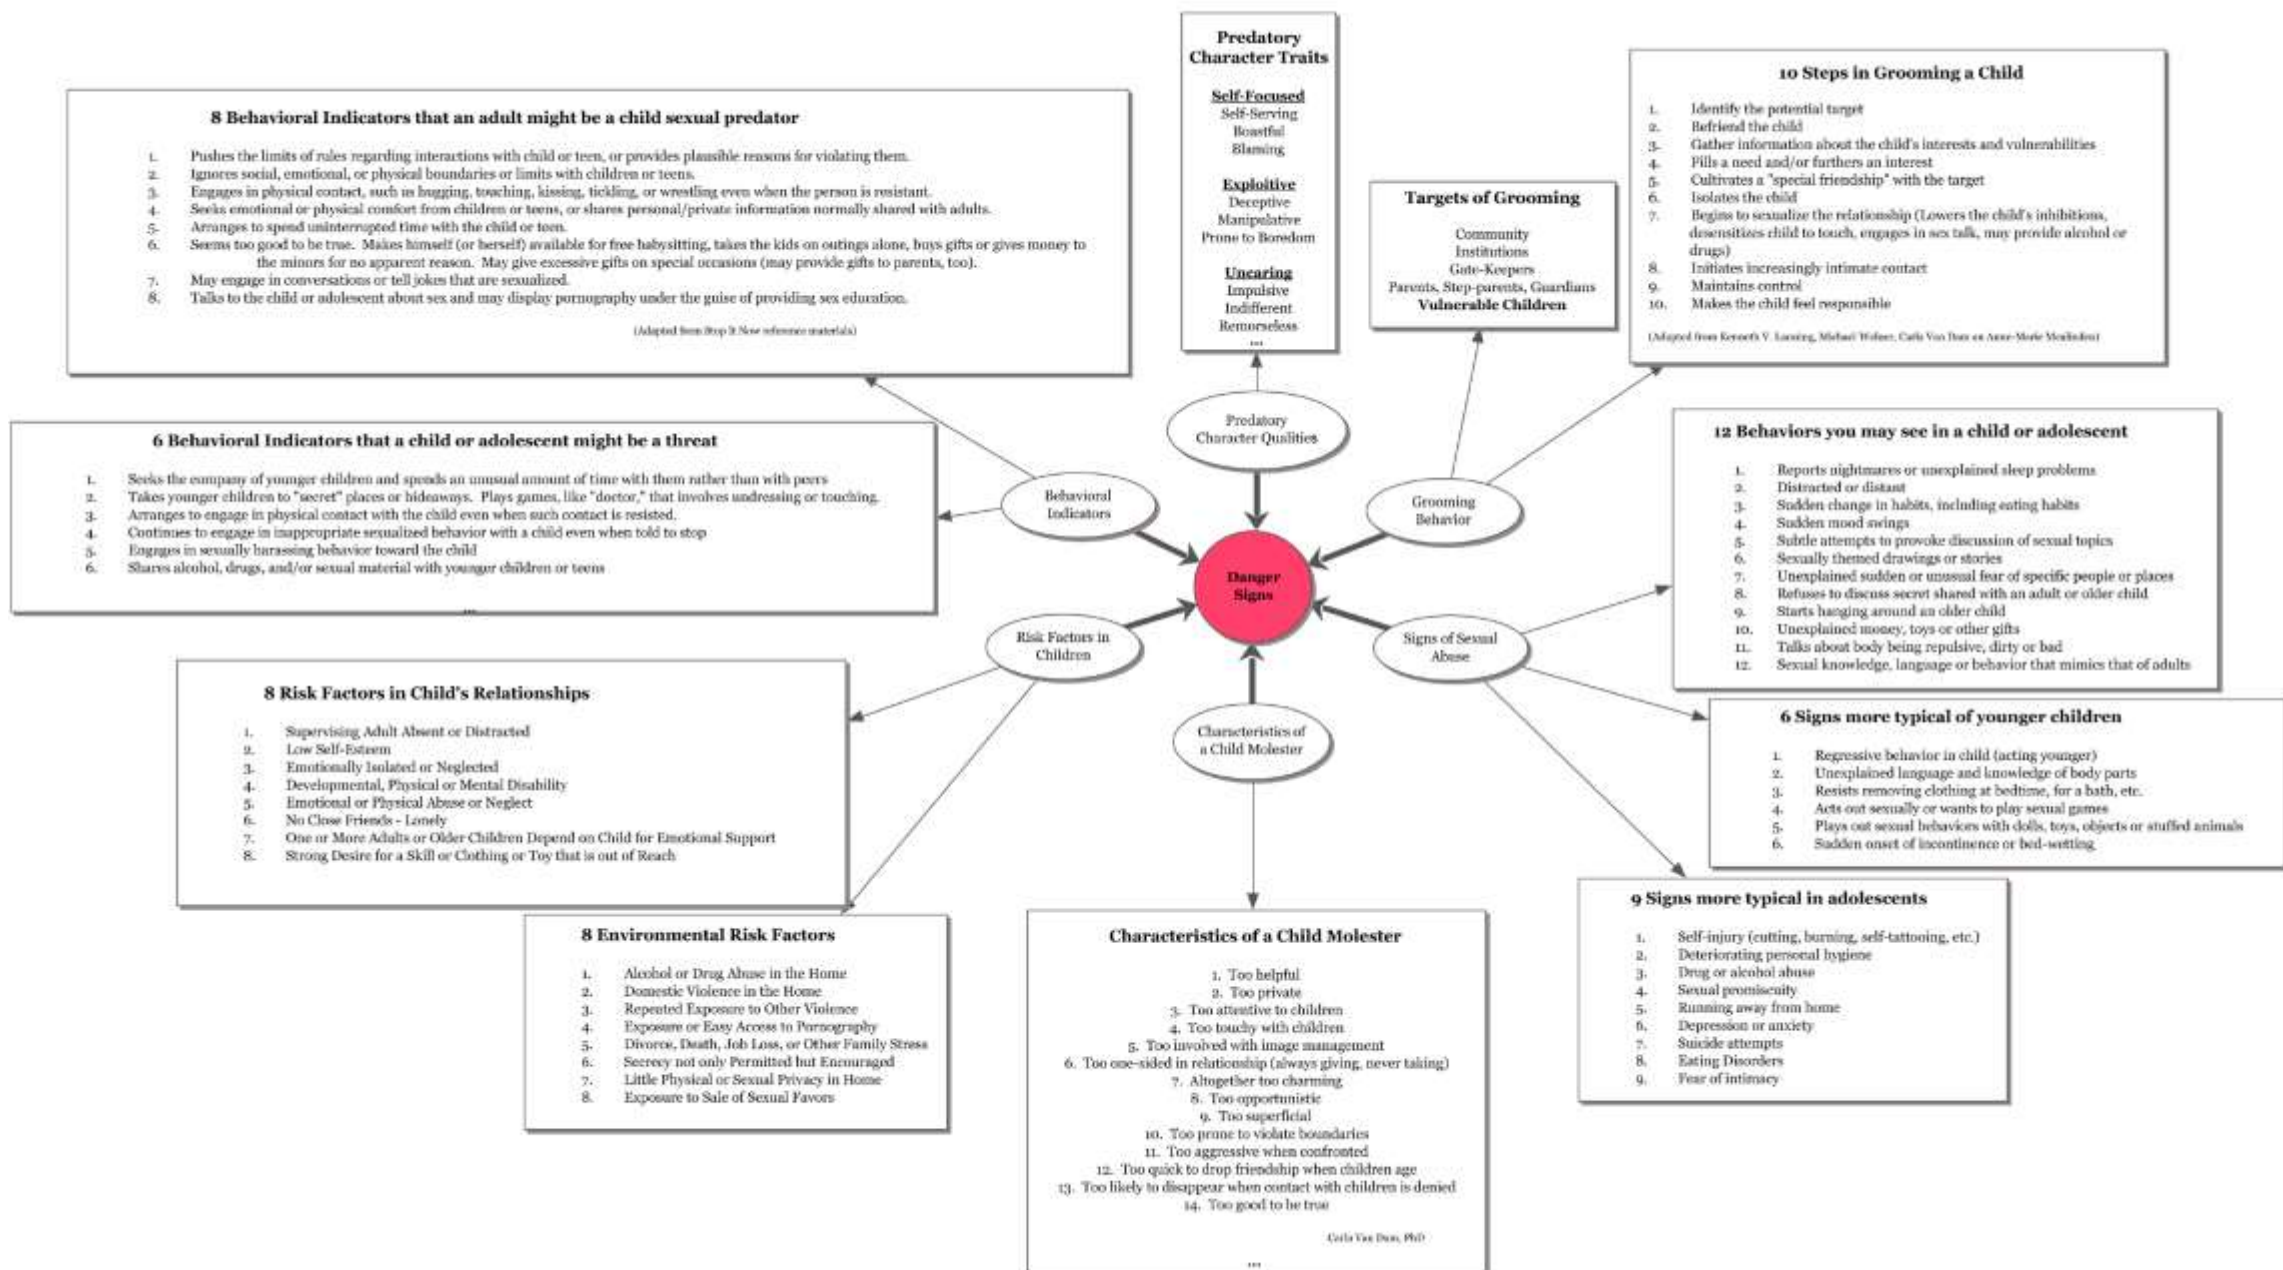 Predatory
Character Traits
Self-Focused
Self-Serving
Boastful
Blaming
Exploitive
Deceptive
Manipulative
Prone to Boredom
Uncaring
Impulsive
Indifferent
Remorseless
...
10 Steps in Grooming a Child
1. Identify the potential target
2. Befriend the child
3. Gather information about the child's interests and vulnerabilities
4. Fills a need and/or furthers an interest
5. Cultivates a "special friendship" with the target
6. Isolates the child
7. Begins to sexualize the relationship (Lowers the child's inhibitions,
desensitizes child to touch, engages in sex talk, may provide alcohol or
drugs)
8. Initiates increasingly intimate contact
9. Maintains control
10. Makes the child feel responsible
(Adapted from Kenneth V. Lanning, Michael Carla Van Dam Anne-Marie
8 Behavioral Indicators that an adult might be a child sexual predator
1. Pushes the limits of rules regarding interactions with child or teen, or provides plausible reasons for violating them.
2. Ignores social, emotional, or physical boundaries or limits with children or teens.
3. Engages in physical contact, such as hugging, touching, kissing, tickling, or wrestling even when the person is resistant.
4. Seeks emotional or physical comfort from children or teens, or shares personal/private information normally shared with adults.
5. Arranges to spend uninterrupted time with the child or teen.
6. Seems too good to be true. Makes himself (or herself) available for free babysitting, takes the kids on outings alone, buys gifts or gives money to
the minors for no apparent reason. May give excessive gifts on special occasions (may provide gifts to parents, too).
7. May engage in conversations or tell jokes that are sexualized.
8. Talks to the child or adolescent about sex and may display pornography under the guise of providing sex education.
(Adapted from Stop It Now reference materials)
Targets of Grooming
Community
Institutions
Gate-Keepers
Parents, Step-parents, Guardians
Vulnerable Children
Predatory
Character Qualities
6 Behavioral Indicators that a child or adolescent might be a threat
1. Seeks the company of younger children and spends an unusual amount of time with them rather than with peers
2. Takes younger children to "secret" places or hideaways. Plays games, like "doctor," that involves undressing or touching.
3. Arranges to engage in physical contact with the child even when such contact is resisted.
4. Continues to engage in inappropriate sexualized behavior with a child even when told to stop
5. Engages in sexually harassing behavior toward the child
6. Shares alcohol, drugs, and/or sexual material with younger children or teens
...
Behavioral
Indicators
Grooming
Behavior
12 Behaviors you may see in a child or adolescent
1. Reports nightmares or unexplained sleep problems
2. Distracted or distant
3. Sudden change in habits, including eating habits
4. Sudden mood swings
5. Subtle attempts to provoke discussion of sexual topics
6. Sexually themed drawings or stories
7. Unexplained sudden or unusual fear of specific people or places
8. Refuses to discuss secret shared with an adult or older child
9. Starts hanging around an older child
10. Unexplained money, toys or other gifts
11. Talks about body being repulsive, dirty or bad
12. Sexual knowledge, language or behavior that mimics that of adults
Danger
Signs
Risk Factors in
Children
Signs of Sexual
Abuse
8 Risk Factors in Child's Relationships
1. Supervising Adult Absent or Distracted
2. Low Self-Esteem
3. Emotionally Isolated or Neglected
4. Developmental, Physical or Mental Disability
5. Emotional or Physical Abuse or Neglect
6. No Close Friends - Lonely
7. One or More Adults or Older Children Depend on Child for Emotional Support
8. Strong Desire for a Skill or Clothing or Toy that is out of Reach
Characteristics of
a Child Molester
6 Signs more typical of younger children
1. Regressive behavior in child (acting younger)
2. Unexplained language and knowledge of body parts
3. Resists removing clothing at bedtime, for a bath, etc.
4. Acts out sexually or wants to play sexual games
5. Plays out sexual behaviors with dolls, toys, objects or stuffed animals
6. Sudden onset of incontinence or bed-wetting
9 Signs more typical in adolescents
1. Self-injury (cutting, burning, self-tattooing, etc.)
2. Deteriorating personal hygiene
3. Drug or alcohol abuse
4. Sexual promiscuity
5. Running away from home
6. Depression or anxiety
7. Suicide attempts
8. Eating Disorders
9. Fear of intimacy
8 Environmental Risk Factors
1. Alcohol or Drug Abuse in the Home
2. Domestic Violence in the Home
3. Repeated Exposure to Other Violence
4. Exposure or Easy Access to Pornography
5. Divorce, Death, Job Loss, or Other Family Stress
6. Secrecy not only Permitted but Encouraged
7. Little Physical or Sexual Privacy in Home
8. Exposure to Sale of Sexual Favors
Characteristics of a Child Molester
1. Too helpful
2. Too private
3. Too attentive to children
4. Too touchy with children
5. Too involved with image management
6. Too one-sided in relationship (always giving, never taking)
7. Altogether too charming
8. Too opportunistic
9. Too superficial
10. Too prone to violate boundaries
11. Too aggressive when confronted
12. Too quick to drop friendship when children age
13. Too likely to disappear when contact with children is denied
14. Too good to be true
Carla Van Dam, PhD
...